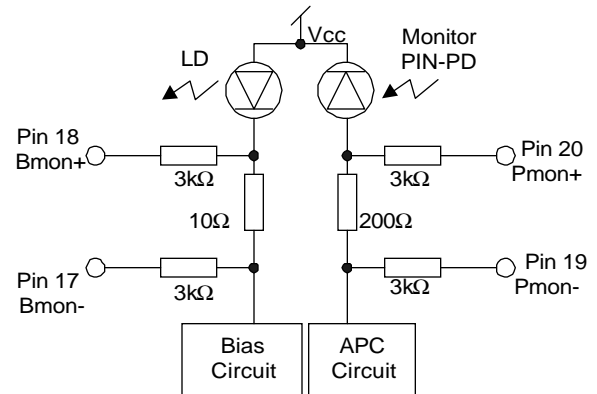 Vcc
LD
Monitor
PIN-PD
Pin 18
Bmon+
3kΩ
3kΩ
Pin 20
Pmon+
10Ω
200Ω
Pin 17
Bmon-
3kΩ
3kΩ
Pin 19
Pmon-
Bias
Circuit
APC
Circuit